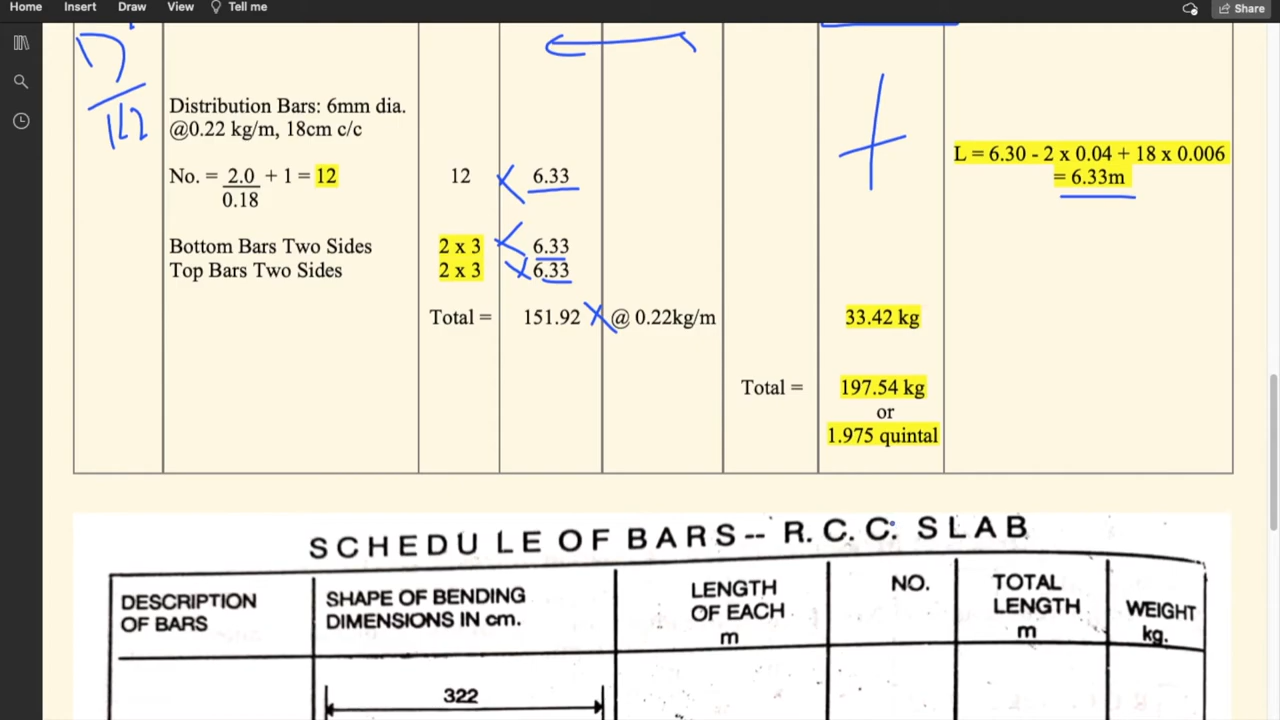 Home Insert Draw View Tell me Share
D
162
Distribution Bars: 6mm dia.
@0.22 kg/m, 18cm c/c
L = 6.30 - 2 x 0.04 + 18 x 0.006
No. = 2.0 + 1 = 12 12 6.33 = 6.33m
0.18
Bottom Bars Two Sides 2 x 3 6.33
Top Bars Two Sides 2 x 3 6.33
Total = 151.92 @ 0.22kg/m 33.42 kg
Total = 197.54 kg
or
1.975 quintal
SCHEDULE OF BARS-- R.C.C. SLAB
DESCRIPTION OF BARS
SHAPE OF BENDING DIMENSIONS IN cm.
LENGTH OF EACH m
NO.
TOTAL LENGTH m
WEIGHT kg.
322